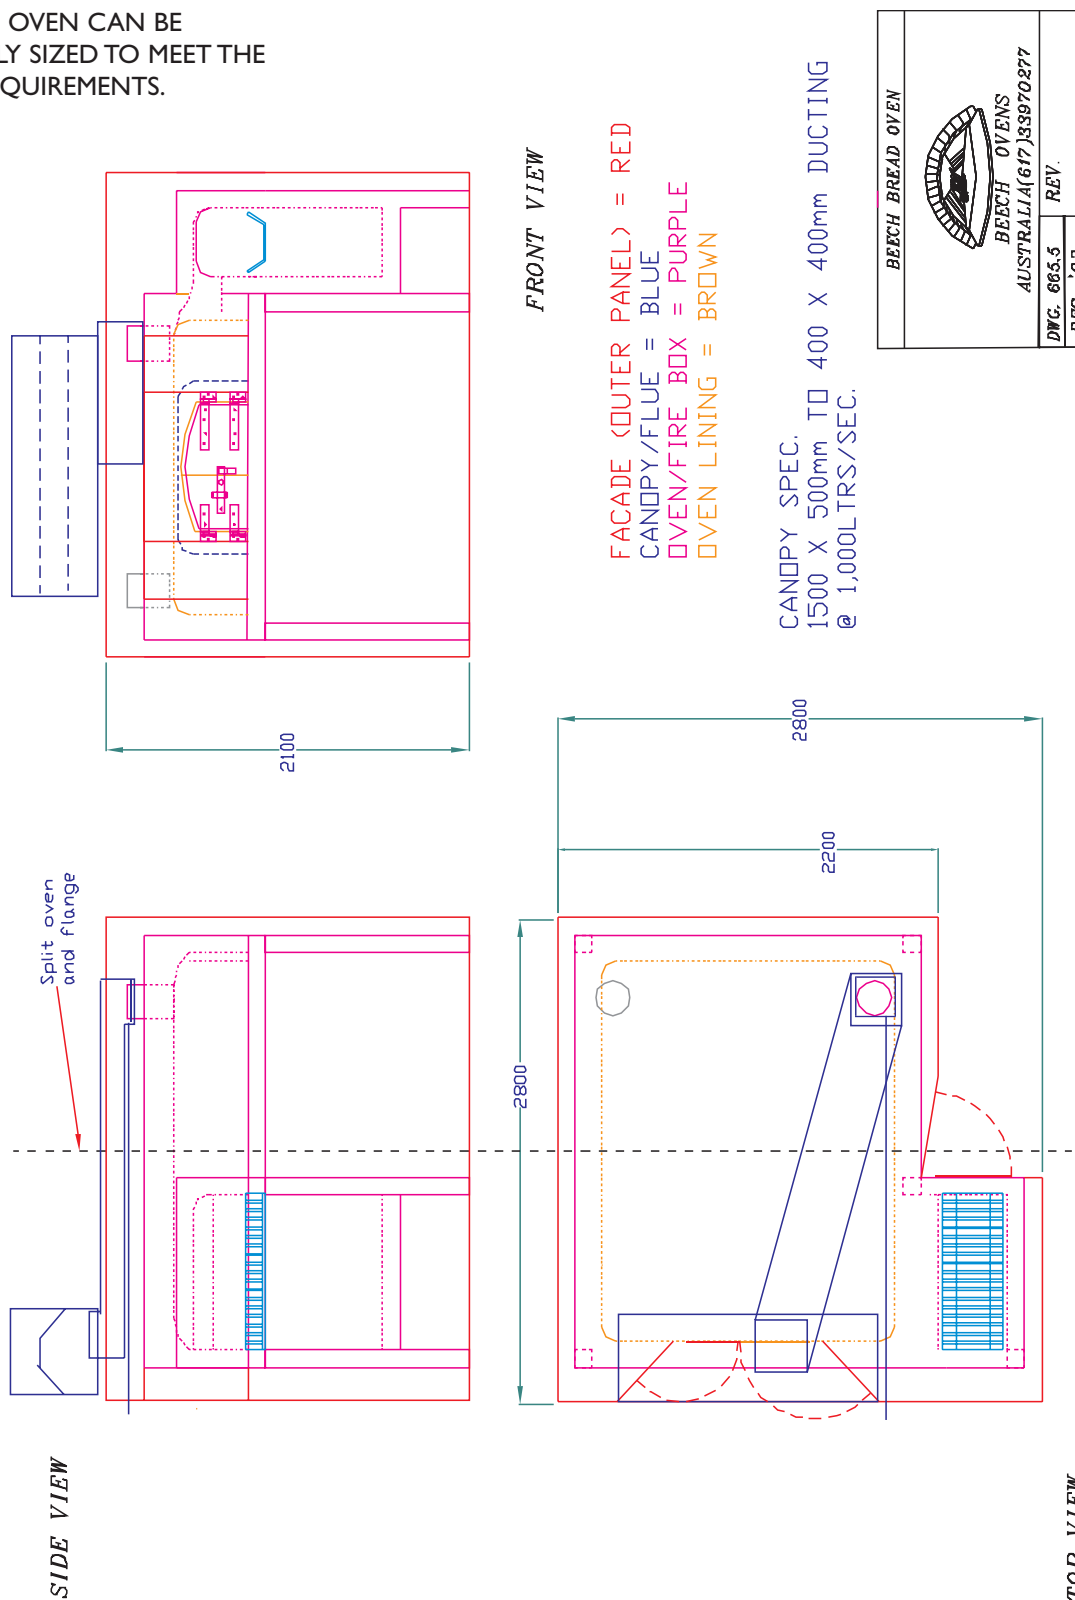 OVEN CAN BE
LY SIZED TO MEET THE
QUIREMENTS.
FRONT VIEW
FACADE (OUTER PANEL) = RED
CANOPY/FLUE = BLUE
OVEN/FIRE BOX = PURPLE
OVEN LINING = BROWN
CANOPY SPEC.
1500 X 500mm TO 400 X 400mm DUCTING
@ 1,000LTRS/SEC.
BEECH BREAD OVEN
BEECH OVENS
AUSTRALIA(617)33970277
DWG. 665.5
REV.
2100
2800
2200
2800
Split oven
and flange
SIDE VIEW
TOP VIEW